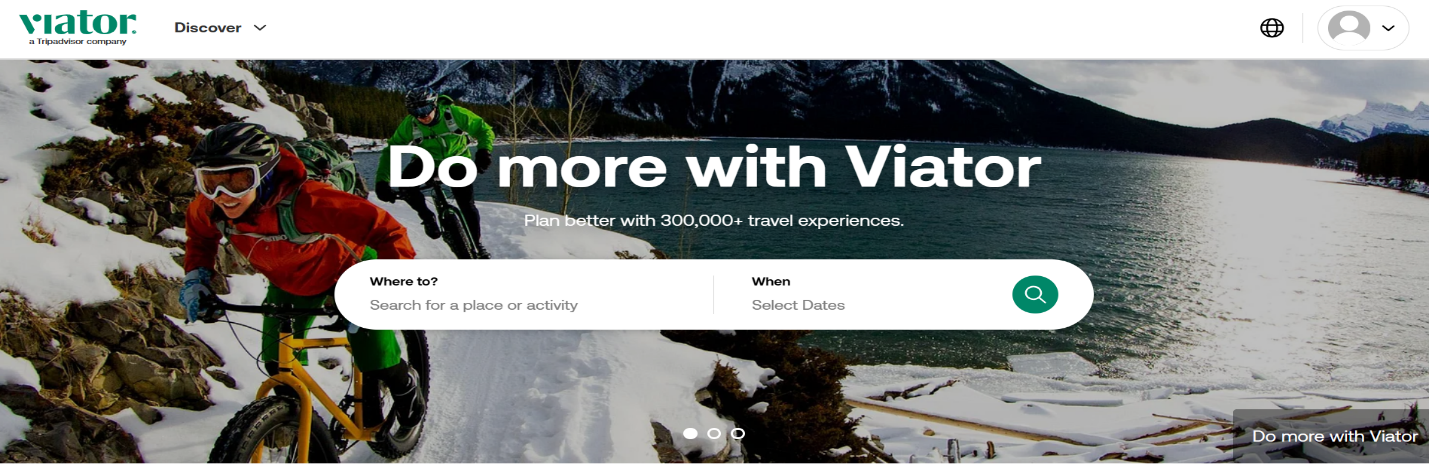 viator.
a Tripadvisor company
Discover
Do more with Viator
Plan better with 300,000+ travel experiences.
Where to?
Search for a place or activity
When
Select Dates
Do more with Viator